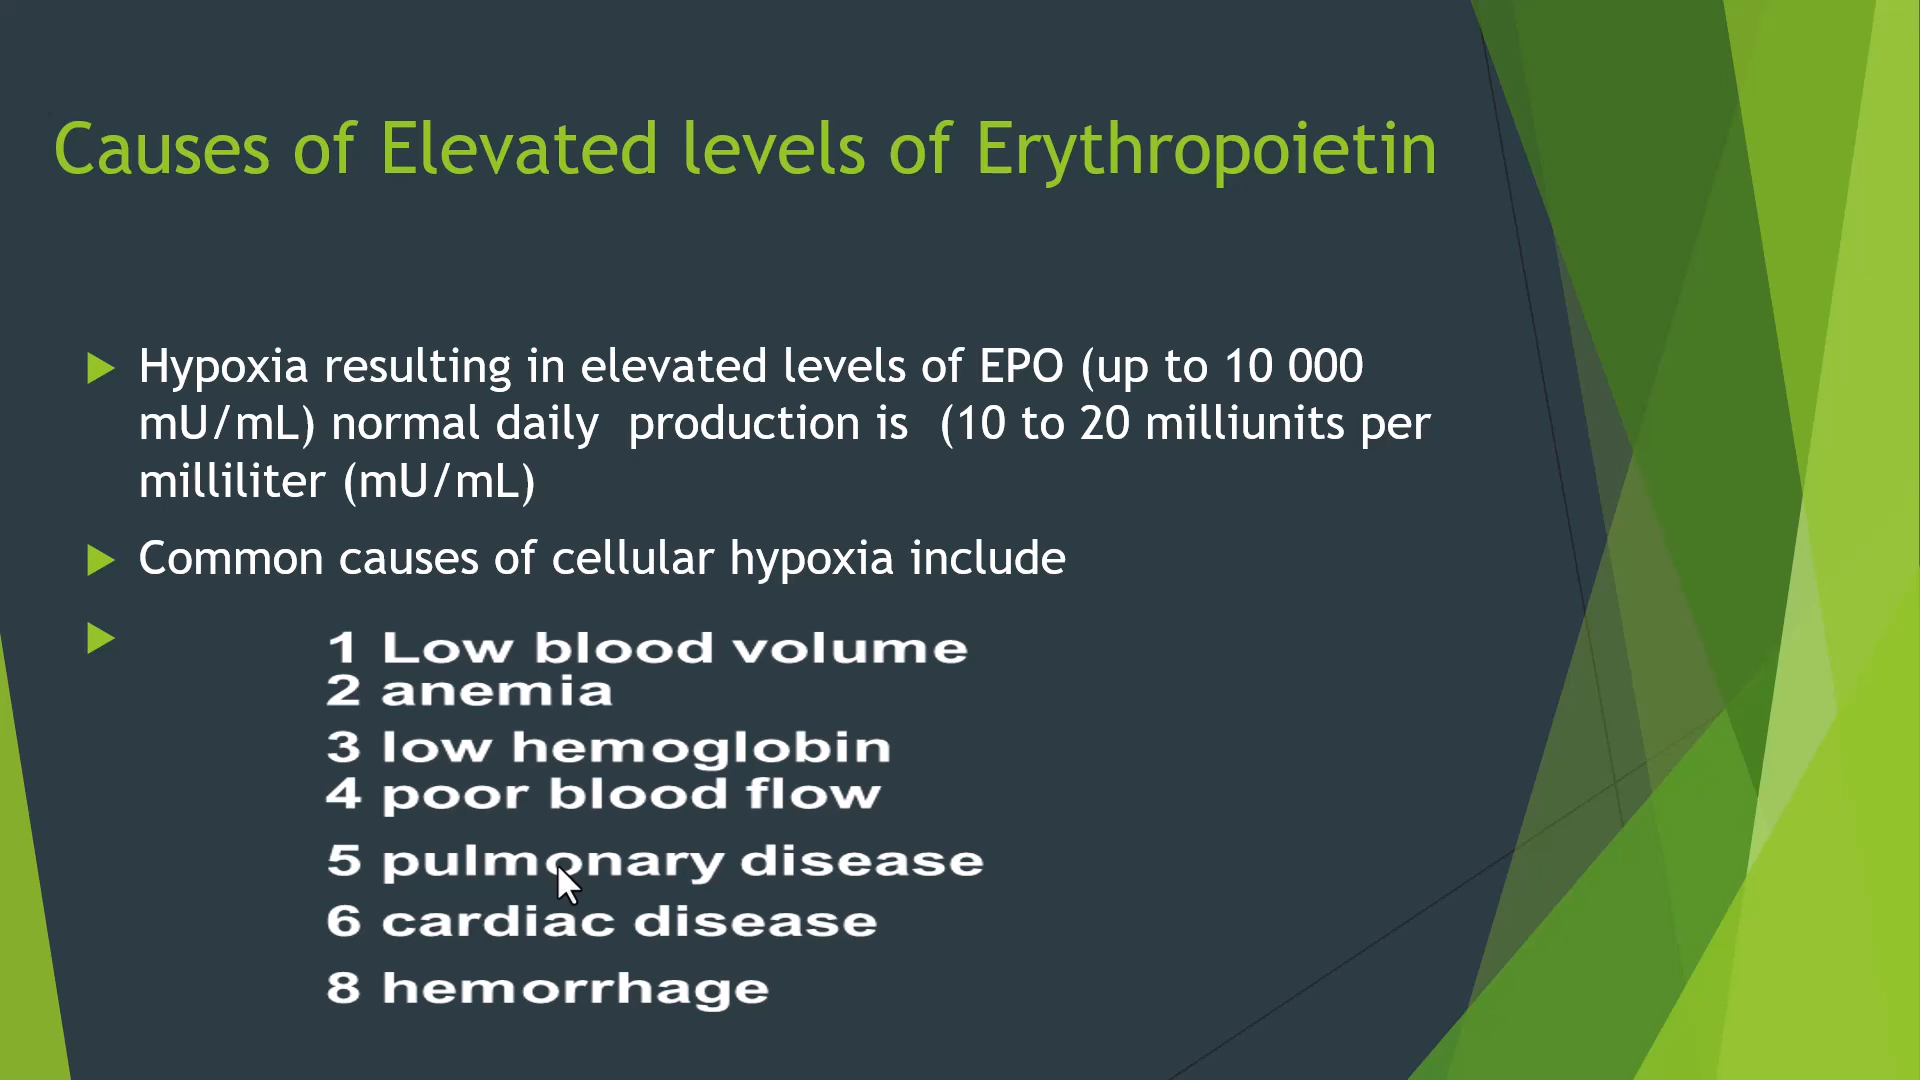 Causes of Elevated levels of Erythropoietin
Hypoxia resulting in elevated levels of EPO (up to 10 000
mU/mL) normal daily  production is  (10 to 20 milliunits per
milliliter (mU/mL)
Common causes of cellular hypoxia include
1 Low blood volume
2 anemia
3 low hemoglobin
4 poor blood flow
5 pulmonary disease
6 cardiac disease
8 hemorrhage